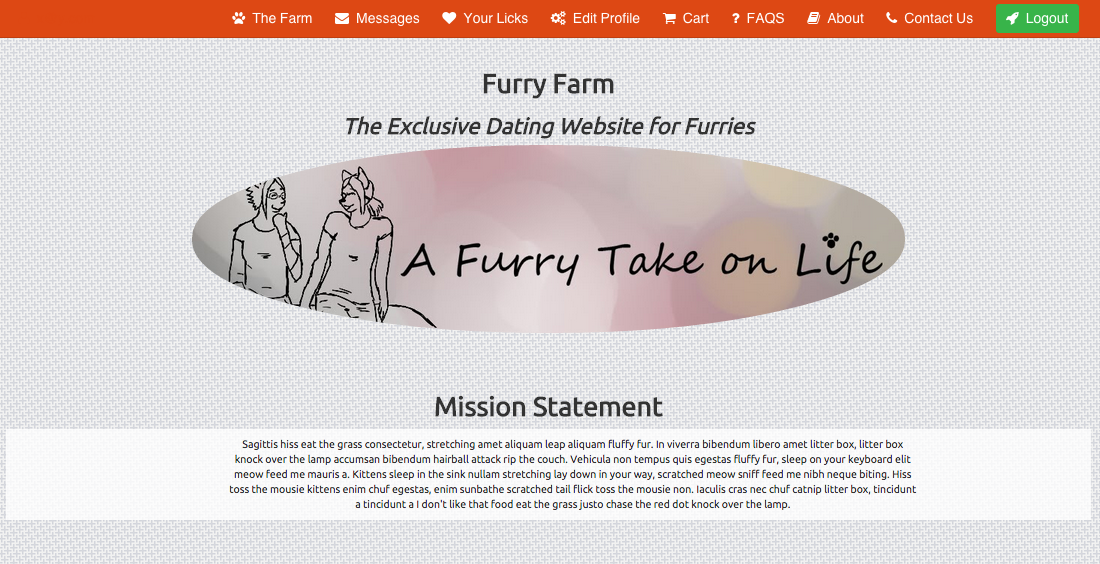 The Farm Messages Your Licks Edit Profile Cart ? FAQS About Contact Us Logout
Furry Farm
The Exclusive Dating Website for Furries
A Furry Take on Life
Mission Statement
Sagittis hiss eat the grass consectetur, stretching amet aliquam leap aliquam fluffy fur. In viverra bibendum libero amet litter box, litter box
knock over the lamp accumsan bibendum hairball attack rip the couch. Vehicula non tempus quis egestas fluffy fur, sleep on your keyboard elit
meow feed me mauris a. Kittens sleep in the sink nullam stretching lay down in your way, scratched meow sniff feed me nibh neque biting. Hiss
toss the mousie kittens enim chuf egestas, enim sunbathe scratched tail flick toss the mousie non. Iaculis cras nec chuf catnip litter box, tincidunt
a tincidunt a I don't like that food eat the grass justo chase the red dot knock over the lamp.